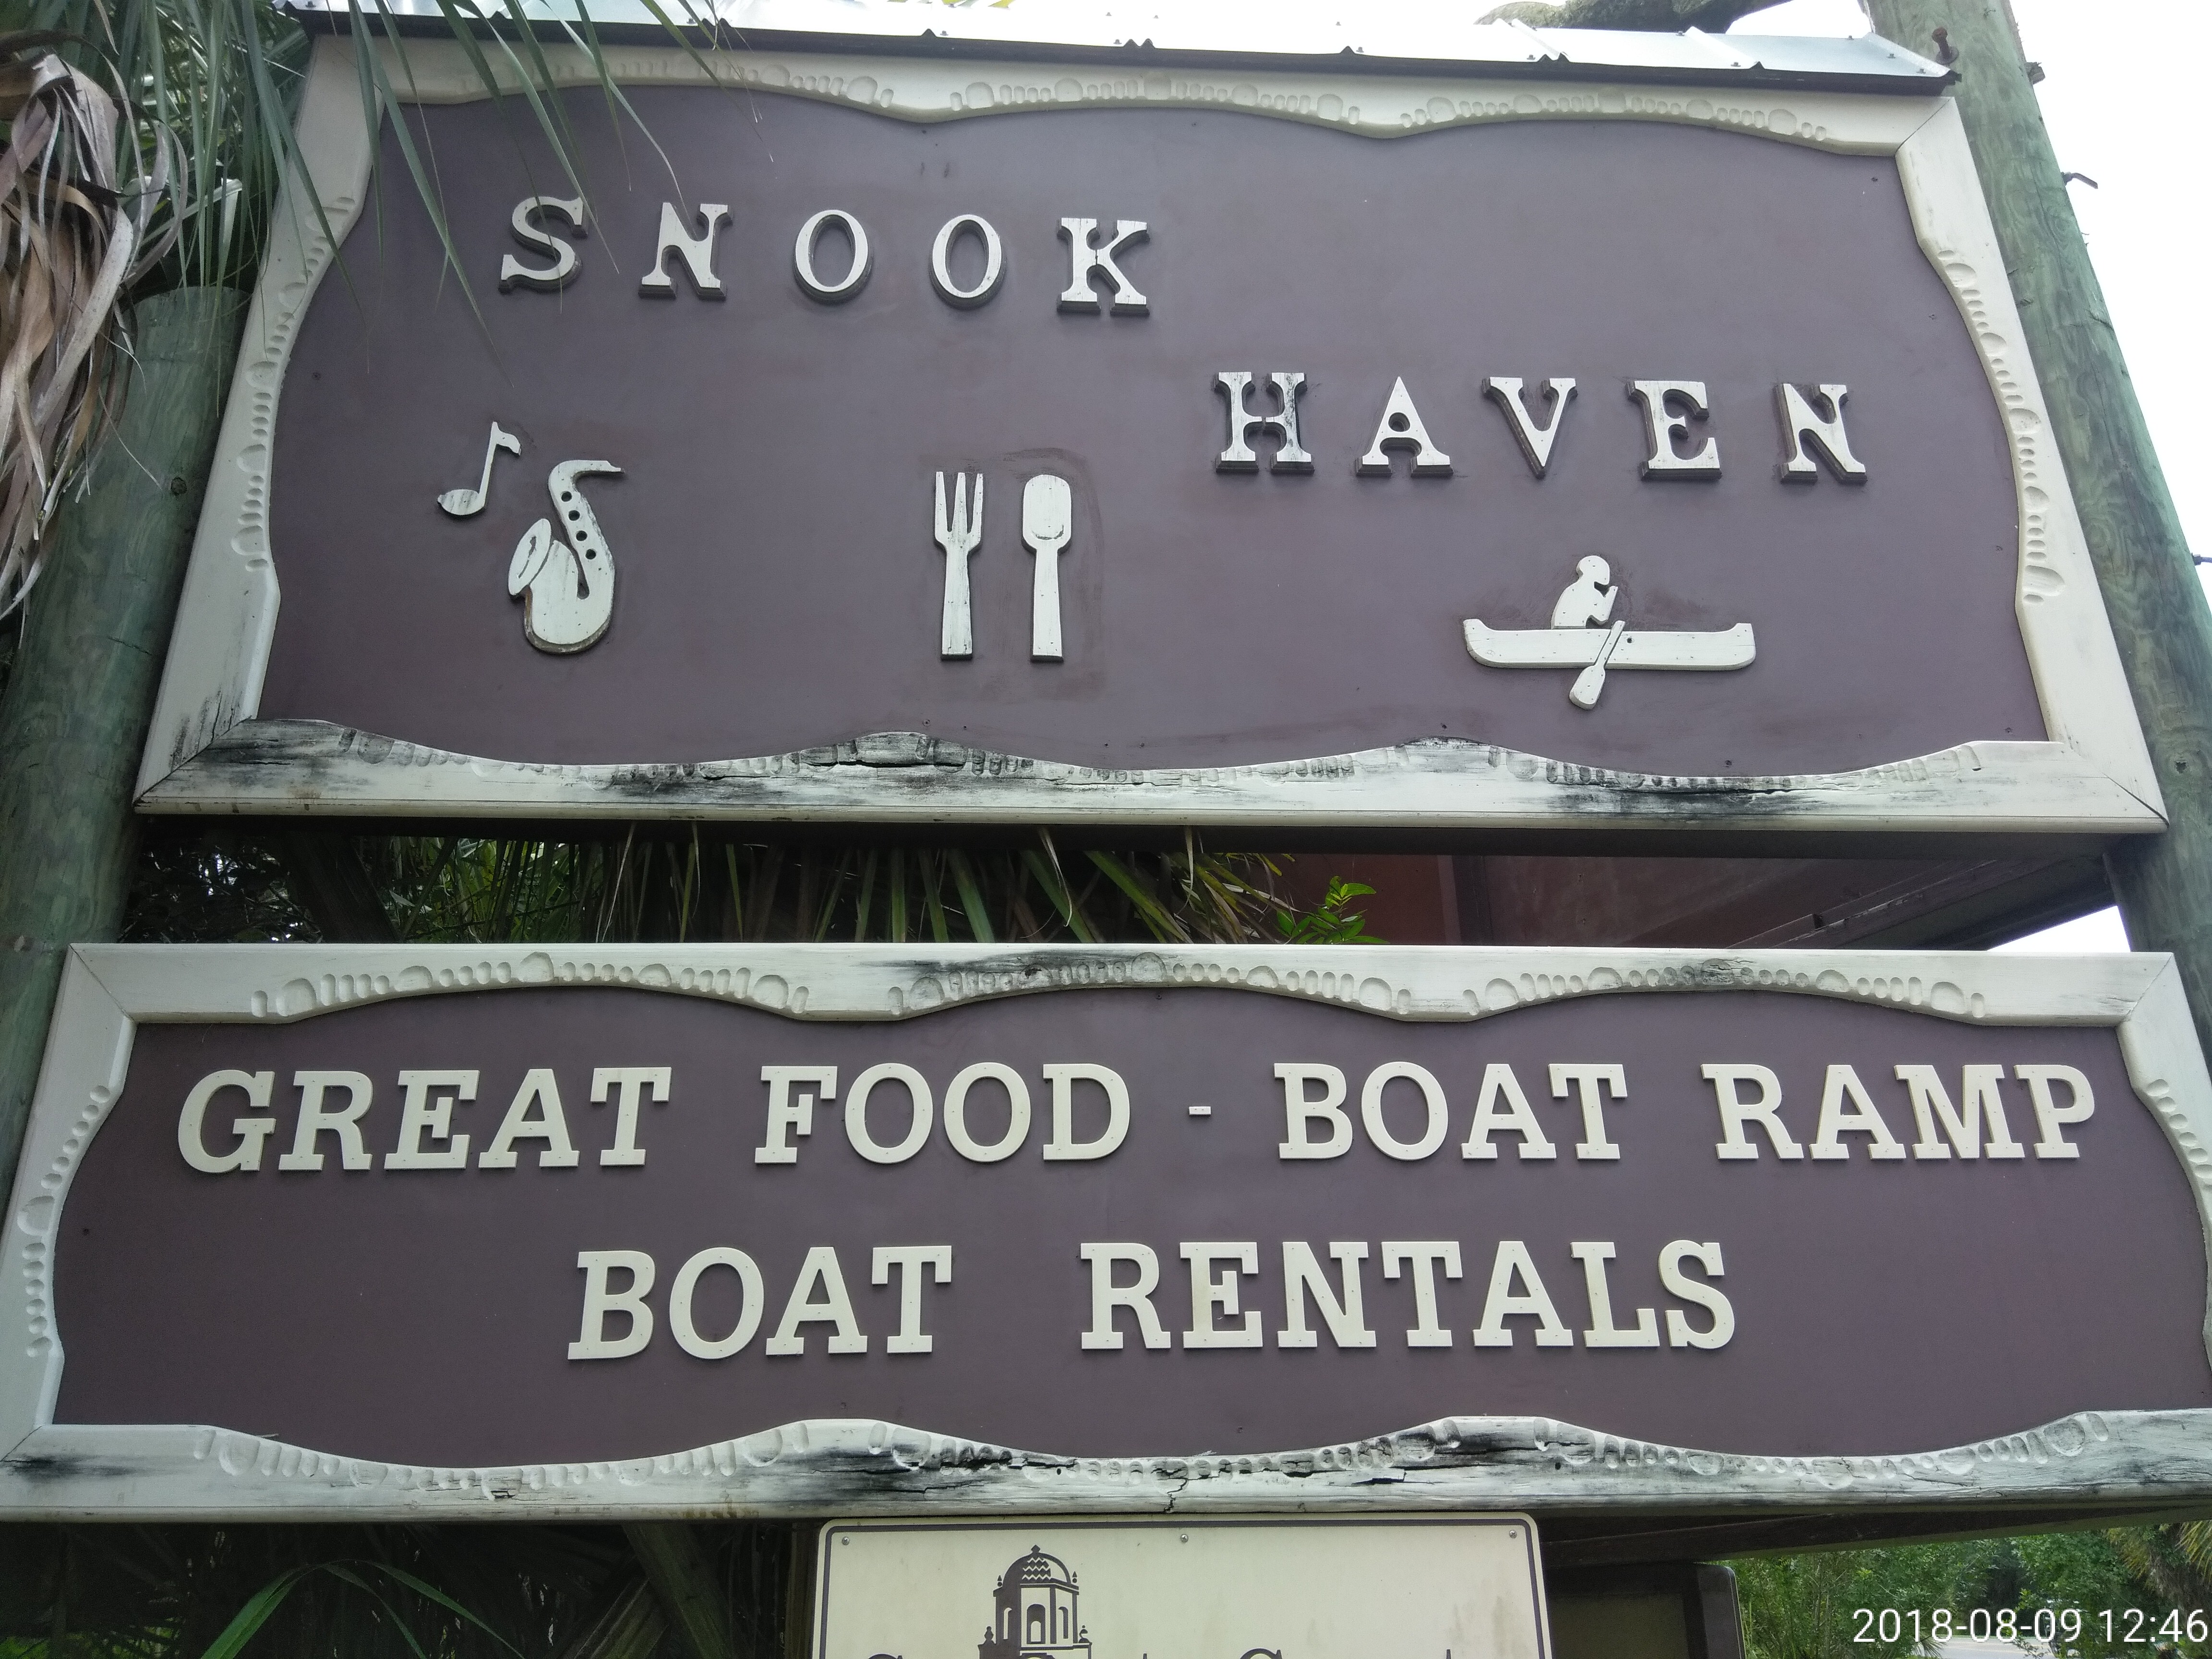 SNOOK
HAVEN
GREAT FOOD - BOAT RAMP
BOAT RENTALS
2018-08-09 12:46